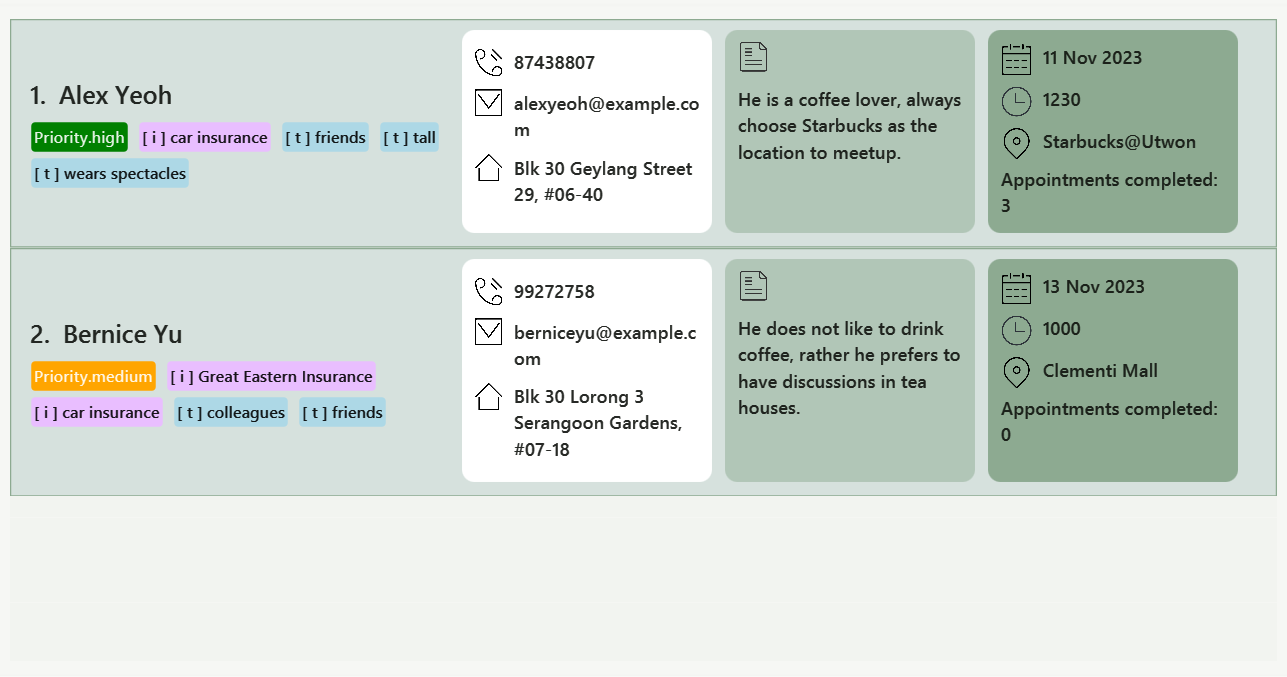 1. Alex Yeoh
Priority.high [ i ] car insurance [ t ] friends [ t ] tall
[ t ] wears spectacles
87438807
alexyeoh@example.co
m
Blk 30 Geylang Street
29, #06-40
He is a coffee lover, always
choose Starbucks as the
location to meetup.
11 Nov 2023
1230
Starbucks@Utwon
Appointments completed:
3
2. Bernice Yu
Priority.medium [ i ] Great Eastern Insurance
[ i ] car insurance [ t ] colleagues [ t ] friends
99272758
berniceyu@example.c
om
Blk 30 Lorong 3
Serangoon Gardens,
#07-18
He does not like to drink
coffee, rather he prefers to
have discussions in tea
houses.
13 Nov 2023
1000
Clementi Mall
Appointments completed:
0